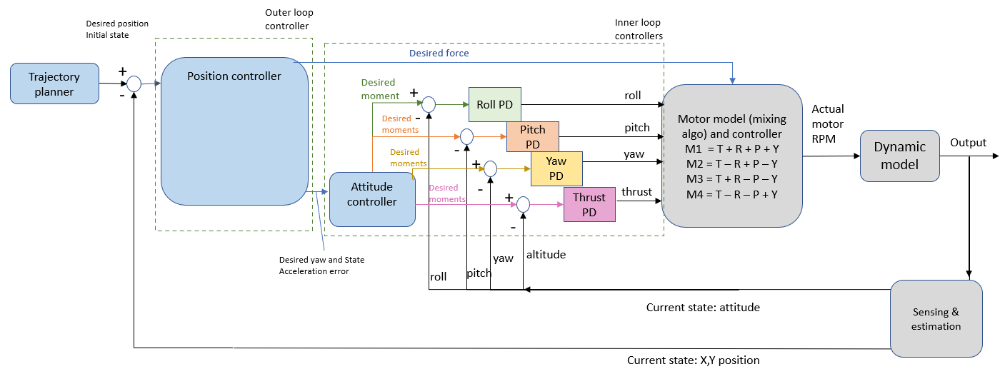 Outer loop
controller
Desired position
Initial state
Inner loop
controllers
Desired force
Trajectory
planner
+
-
Position controller
Desired
moment
+
-
Roll PD
roll
Desired
moments
-
Pitch
PD
pitch
Desired
moments
+
-
Yaw
PD
yaw
Attitude
controller
Desired
moments
+
-
Thrust
PD
thrust
Motor model (mixing
algo) and controller
M1 = T + R + P + Y
M2 = T – R + P – Y
M3 = T + R – P – Y
M4 = T – R – P + Y
Actual
motor
RPM
Dynamic
model
Output
Desired yaw and State
Acceleration error
roll
pitch
yaw
altitude
Current state: attitude
Sensing &
estimation
Current state: X,Y position